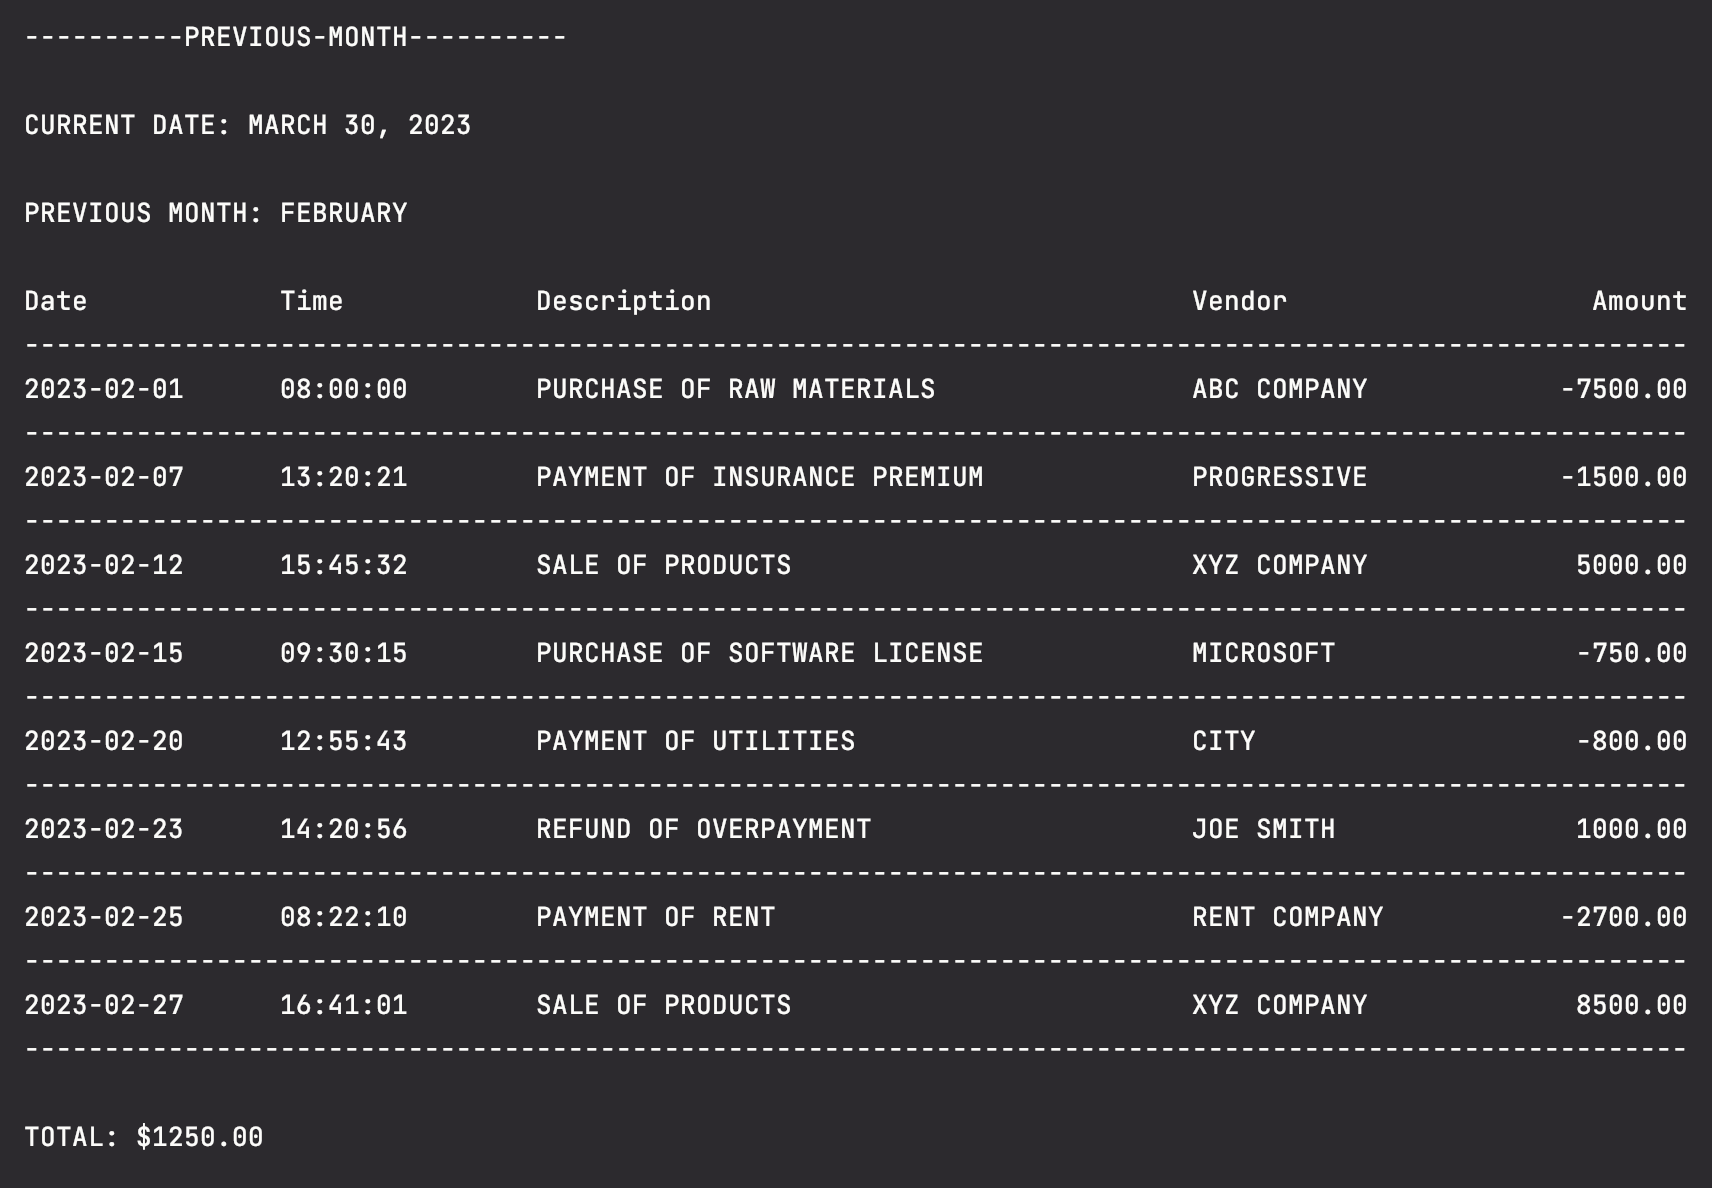 ----------PREVIOUS-MONTH----------
CURRENT DATE: MARCH 30, 2023
PREVIOUS MONTH: FEBRUARY
Date            Time            Description                              Vendor                   Amount
--------------------------------------------------------------------------------------------------------
2023-02-01      08:00:00        PURCHASE OF RAW MATERIALS                ABC COMPANY            -7500.00
--------------------------------------------------------------------------------------------------------
2023-02-07      13:20:21        PAYMENT OF INSURANCE PREMIUM             PROGRESSIVE            -1500.00
--------------------------------------------------------------------------------------------------------
2023-02-12      15:45:32        SALE OF PRODUCTS                         XYZ COMPANY             5000.00
--------------------------------------------------------------------------------------------------------
2023-02-15      09:30:15        PURCHASE OF SOFTWARE LICENSE             MICROSOFT               -750.00
--------------------------------------------------------------------------------------------------------
2023-02-20      12:55:43        PAYMENT OF UTILITIES                     CITY                    -800.00
--------------------------------------------------------------------------------------------------------
2023-02-23      14:20:56        REFUND OF OVERPAYMENT                    JOE SMITH               1000.00
--------------------------------------------------------------------------------------------------------
2023-02-25      08:22:10        PAYMENT OF RENT                          RENT COMPANY           -2700.00
--------------------------------------------------------------------------------------------------------
2023-02-27      16:41:01        SALE OF PRODUCTS                         XYZ COMPANY             8500.00
--------------------------------------------------------------------------------------------------------
TOTAL: $1250.00